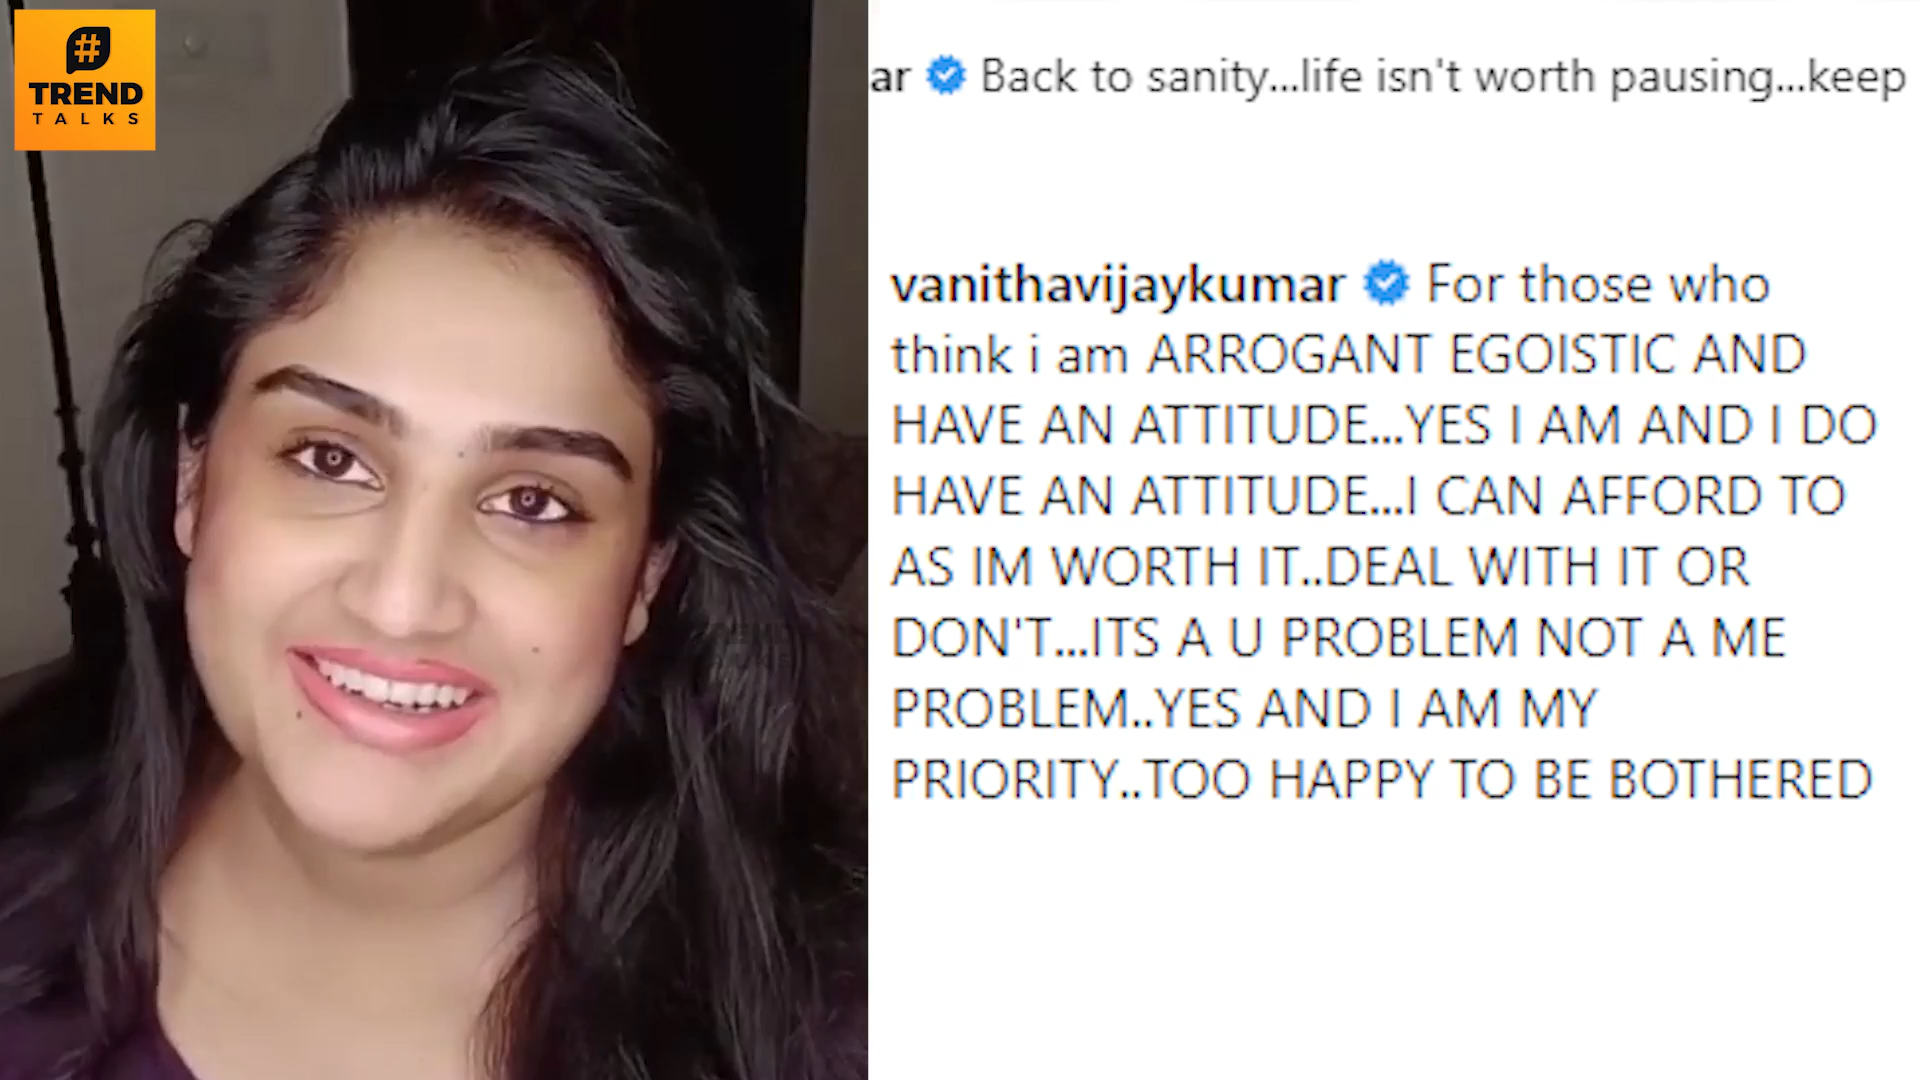 #
TREND
TALKS
ar Back to sanity...life isn't worth pausing...keep
vanithavijaykumar For those who
think i am ARROGANT EGOISTIC AND
HAVE AN ATTITUDE...YES I AM AND I DO
HAVE AN ATTITUDE...I CAN AFFORD TO
AS IM WORTH IT..DEAL WITH IT OR
DON'T...ITS A U PROBLEM NOT A ME
PROBLEM..YES AND I AM MY
PRIORITY..TOO HAPPY TO BE BOTHERED